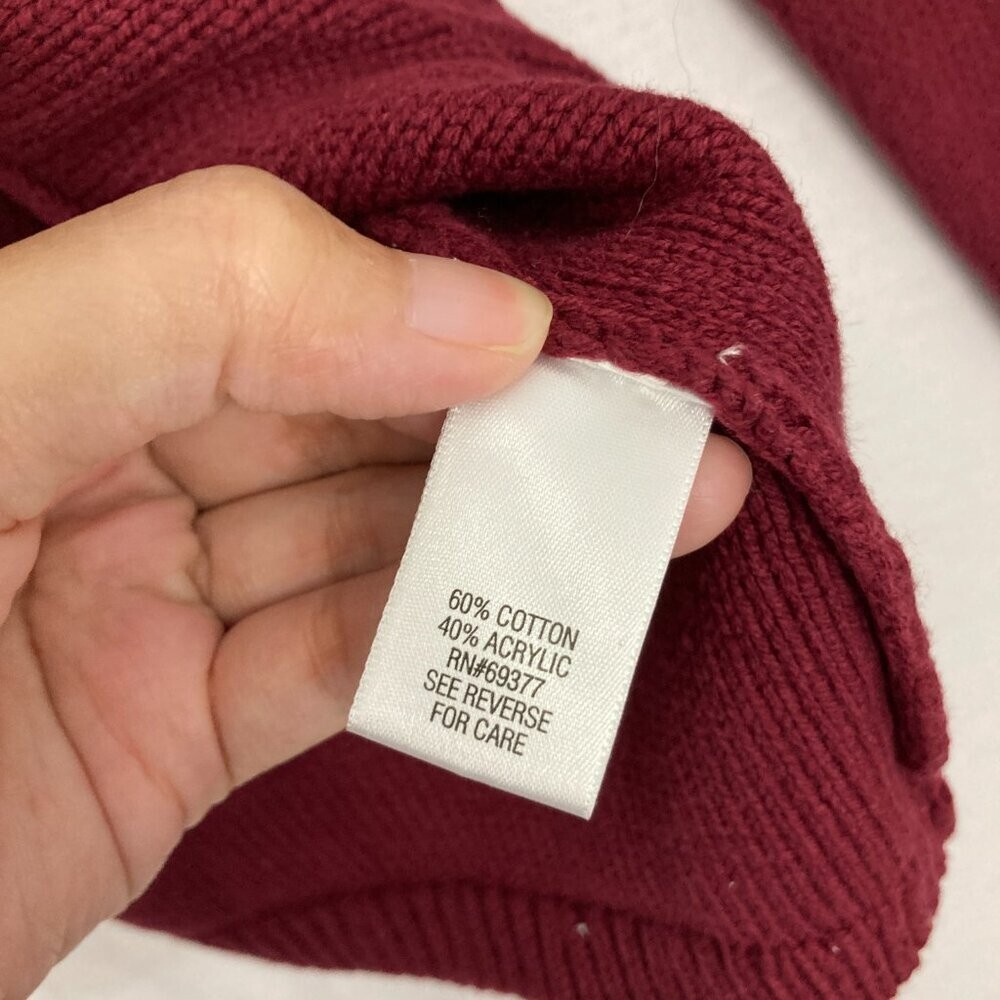 60% COTTON
40% ACRYLIC
RN#69377
SEE REVERSE
FOR CARE